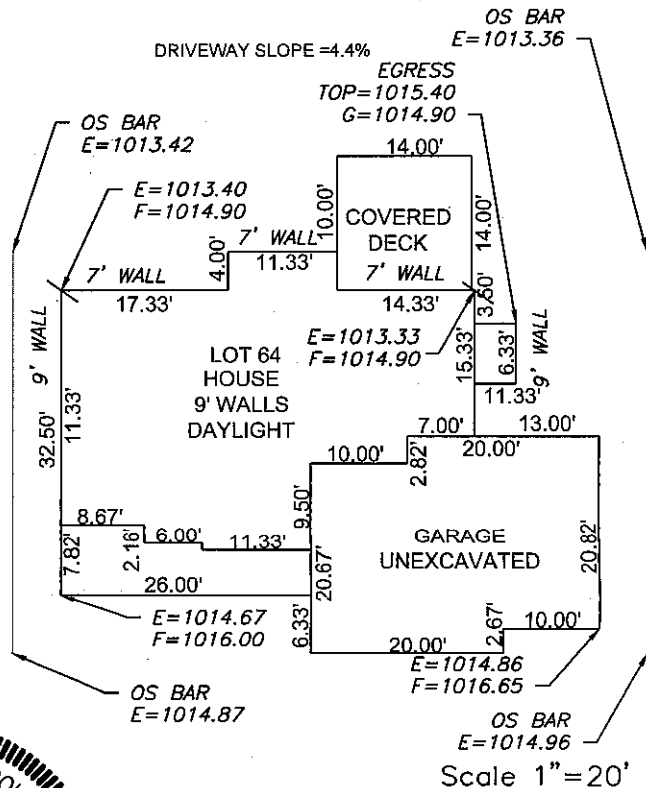 OS BAR
E=1013.36
DRIVEWAY SLOPE =4.4%
EGRESS
TOP=1015.40
G=1014.90
OS BAR
E=1013.42
14.00'
E=1013.40
F=1014.90
10.00'
COVERED
DECK
14.00'
7' WALL
4.00'
11.33'
7' WALL
17.33'
7' WALL
14.33'
3.50'
9' WALL
E=1013.33
F=1014.90
15.33'
6.33'
9' WALL
LOT 64
HOUSE
9' WALLS
DAYLIGHT
11.33'
32.50'
11.33'
7.00'
13.00'
20.00'
10.00'
2.82'
9.50'
8.67'
6.00'
11.33'
7.82'
2.16'
GARAGE
UNEXCAVATED
20.67'
20.82'
26.00'
E=1014.67
F=1016.00
6.33'
20.00'
2.67'
10.00'
E=1014.86
F=1016.65
OS BAR
E=1014.87
OS BAR
E=1014.96
Scale 1"=20'